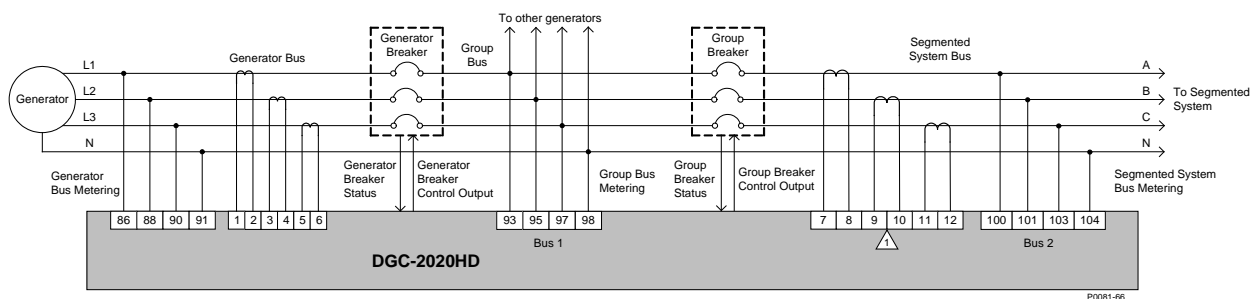 To other generators
Generator Bus
Generator
Breaker
Group
Bus
Group
Breaker
Segmented
System Bus
L1
A
Generator
L2
B
To Segmented
System
L3
C
N
N
Generator
Bus Metering
Generator
Breaker
Status
Generator
Breaker
Control Output
Group Bus
Metering
Group
Breaker
Status
Group Breaker
Control Output
Segmented System
Bus Metering
86 88 90 91 1 2 3 4 5 6 93 95 97 98 7 8 9 10 11 12 100 101 103 104
Bus 1
1
Bus 2
DGC-2020HD
P0081-66